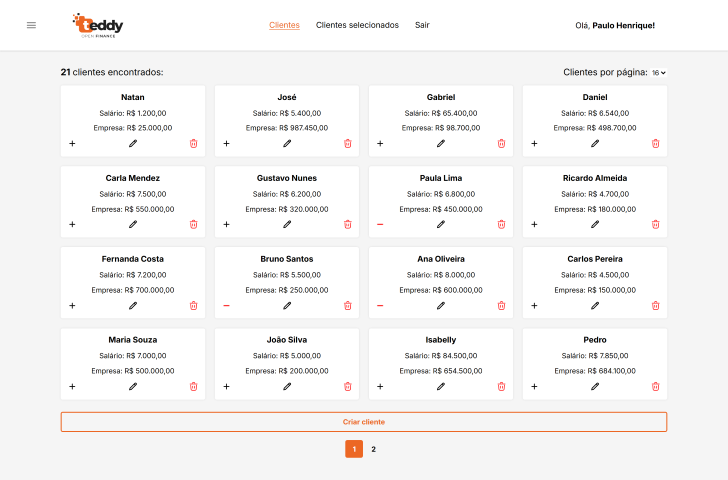 teddy
OPEN FINANCE
Clientes
Clientes selecionados
Sair
Olá, Paulo Henrique!
21 clientes encontrados:
Clientes por página: 16
Natan
Salário: R$ 1.200,00
Empresa: R$ 25.000,00
José
Salário: R$ 5.400,00
Empresa: R$ 987.450,00
Gabriel
Salário: R$ 65.400,00
Empresa: R$ 98.700,00
Daniel
Salário: R$ 6.540,00
Empresa: R$ 498.700,00
Carla Mendez
Salário: R$ 7.500,00
Empresa: R$ 550.000,00
Gustavo Nunes
Salário: R$ 6.200,00
Empresa: R$ 320.000,00
Paula Lima
Salário: R$ 6.800,00
Empresa: R$ 450.000,00
Ricardo Almeida
Salário: R$ 4.700,00
Empresa: R$ 180.000,00
Fernanda Costa
Salário: R$ 7.200,00
Empresa: R$ 700.000,00
Bruno Santos
Salário: R$ 5.500,00
Empresa: R$ 250.000,00
Ana Oliveira
Salário: R$ 8.000,00
Empresa: R$ 600.000,00
Carlos Pereira
Salário: R$ 4.500,00
Empresa: R$ 150.000,00
Maria Souza
Salário: R$ 7.000,00
Empresa: R$ 500.000,00
João Silva
Salário: R$ 5.000,00
Empresa: R$ 200.000,00
Isabelly
Salário: R$ 84.500,00
Empresa: R$ 654.500,00
Pedro
Salário: R$ 7.850,00
Empresa: R$ 684.100,00
Criar cliente
1 2